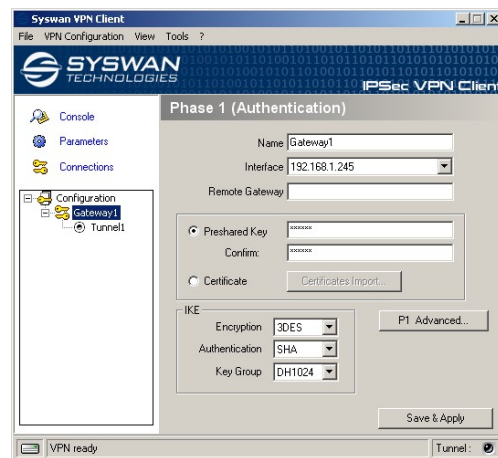 Syswan VPN Client
File VPN Configuration View Tools ?
SYSWAN
TECHNOLOGIES
IPSec VPN Client
Console
Parameters
Connections
Configuration
Gateway1
Tunnel1
Phase 1 (Authentication)
Name Gateway1
Interface 192.168.1.245
Remote Gateway
Preshared Key xxxxxx
Confirm: xxxxxx
Certificate Certificates Import...
IKE
Encryption 3DES
Authentication SHA
Key Group DH1024
P1 Advanced...
Save & Apply
VPN ready Tunnel: